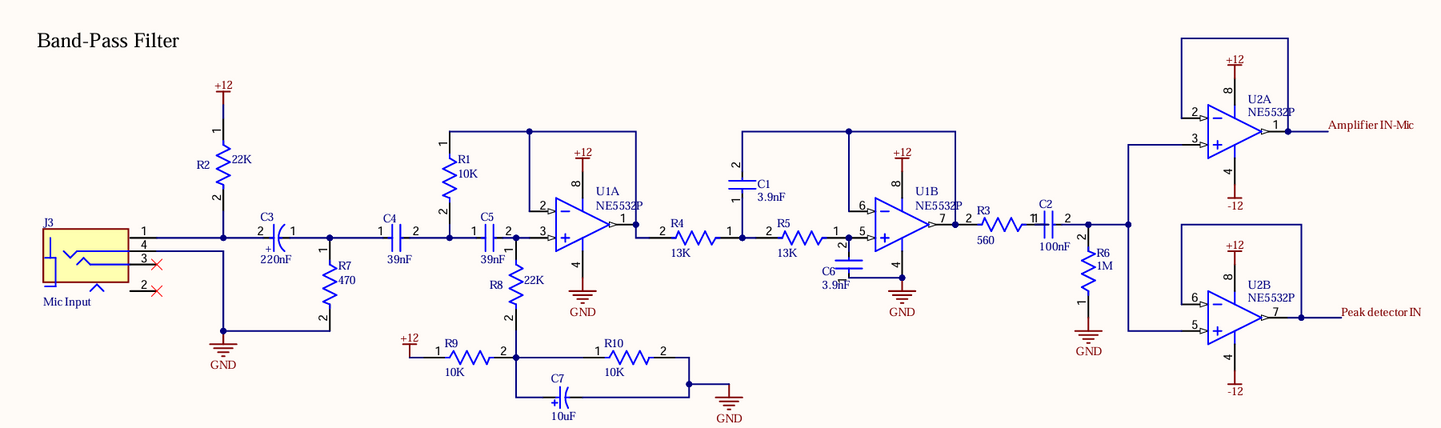 Band-Pass Filter
+12
1
R2
22K
2
J3
1
4
3
2
Mic Input
GND
C3
2
1
+
220nF
1
R7
470
2
C4
1
2
39nF
1
R1
10K
2
C5
1
2
39nF
1
R8
22K
2
+12
8
U1A
NE5532P
2
3
1
4
GND
+12
R9
1
2
10K
R10
1
2
10K
C7
+
10uF
GND
R4
2
1
13K
2
C1
3.9nF
1
R5
2
1
13K
2
C6
3.9nF
1
+12
8
U1B
NE5532P
6
5
7
4
GND
R3
2
1
560
C2
1
2
100nF
2
R6
1M
1
GND
+12
8
U2A
NE5532P
2
3
1
4
-12
Amplifier IN-Mic
+12
8
U2B
NE5532P
6
5
7
4
-12
Peak detector IN